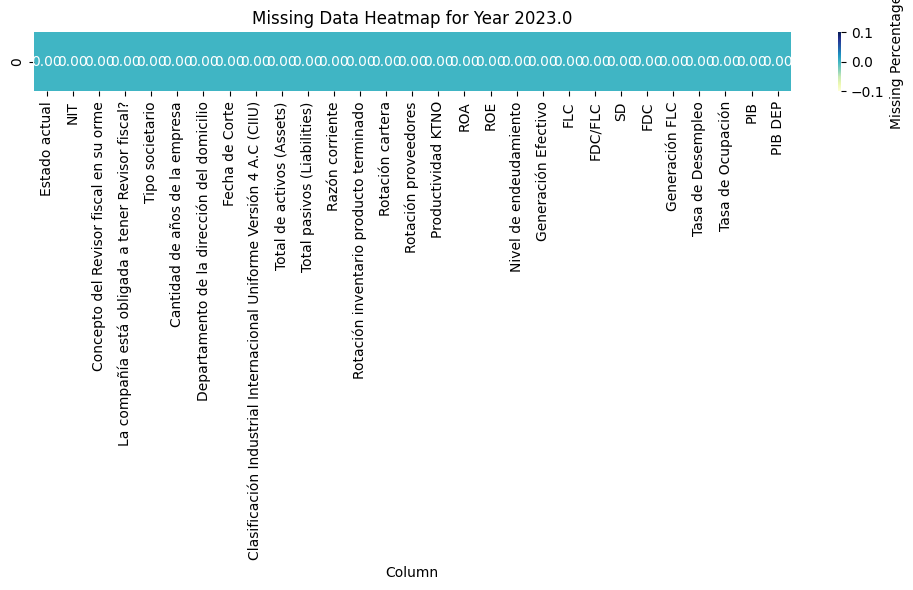 Missing Data Heatmap for Year 2023.0
0
0.00 0.00 0.00 0.00 0.00 0.00 0.00 0.00 0.00 0.00 0.00 0.00 0.00 0.00 0.00 0.00 0.00 0.00 0.00 0.00 0.00 0.00 0.00 0.00 0.00 0.00 0.00 0.00 0.00
Estado actual
NIT
Concepto del Revisor fiscal en su orme
La compañía está obligada a tener Revisor fiscal?
Tipo societario
Cantidad de años de la empresa
Departamento de la dirección del domicilio
Fecha de Corte
Clasificación Industrial Internacional Uniforme Versión 4 A.C (CIIU)
Total de activos (Assets)
Total pasivos (Liabilities)
Razón corriente
Rotación inventario producto terminado
Rotación cartera
Rotación proveedores
Productividad KTNO
ROA
ROE
Nivel de endeudamiento
Generación Efectivo
FLC
FDC/FLC
SD
FDC
Generación FLC
Tasa de Desempleo
Tasa de Ocupación
PIB
PIB DEP
Column
0.1
0.0
−0.1
Missing Percentage